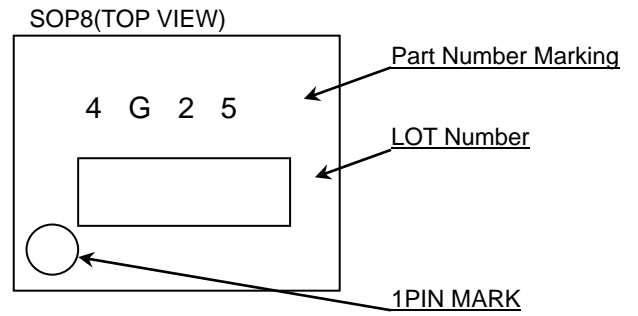 SOP8(TOP VIEW)
Part Number Marking
4 G 2 5
LOT Number
1PIN MARK